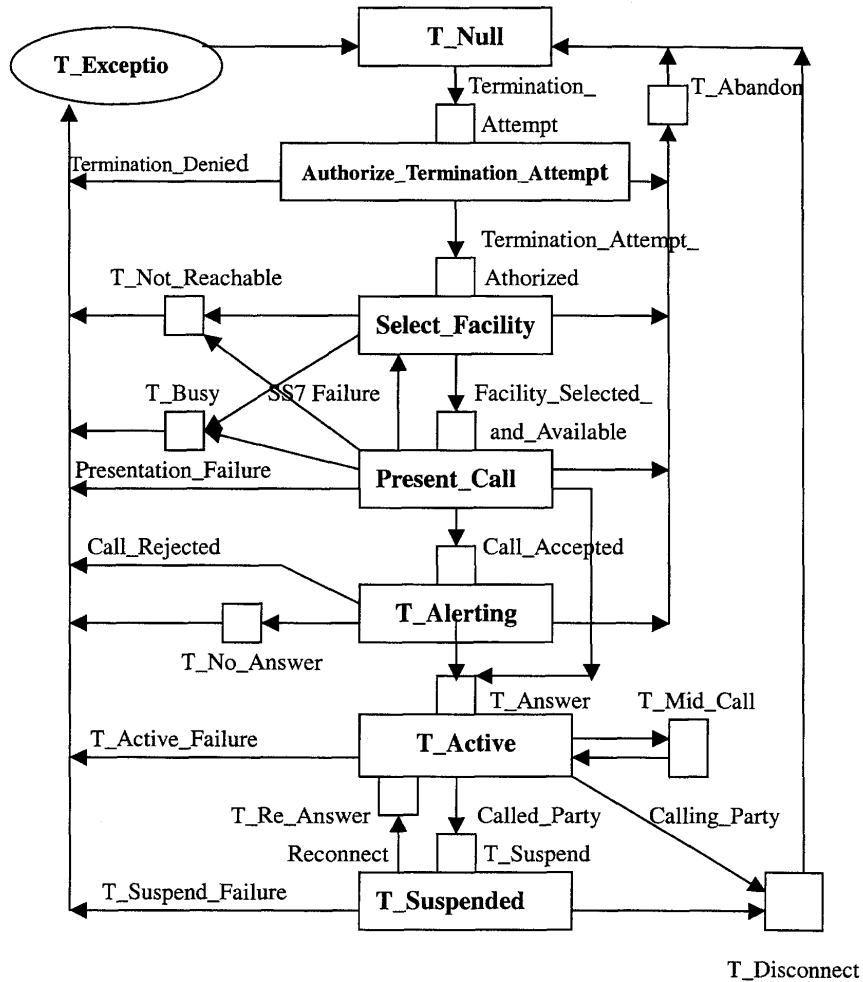 T_Null
T_Exceptio
Termination_
Attempt
T_Abandon
Termination_Denied
Authorize_Termination_Attempt
Termination_Attempt_
Athorized
T_Not_Reachable
Select_Facility
T_Busy
SS7 Failure
Facility_Selected_
and_Available
Presentation_Failure
Present_Call
Call_Rejected
Call_Accepted
T_Alerting
T_No_Answer
T_Answer
T_Mid_Call
T_Active_Failure
T_Active
T_Re_Answer
Called_Party
Calling_Party
Reconnect
T_Suspend
T_Suspend_Failure
T_Suspended
T_Disconnect